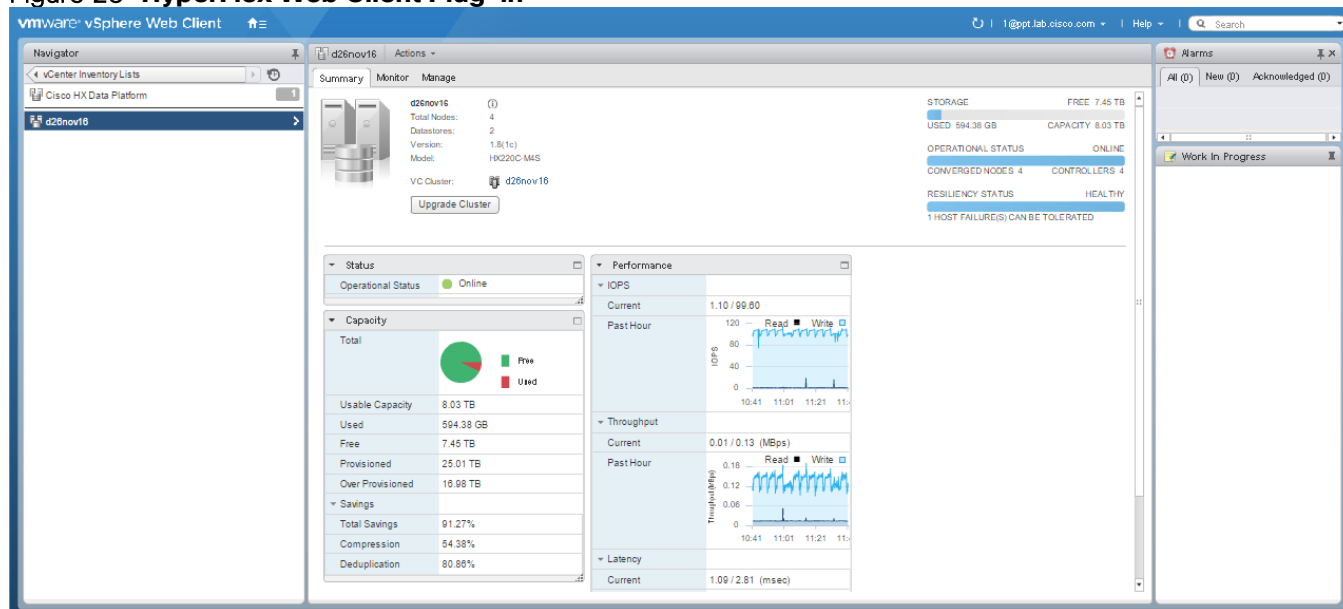 vmware vSphere Web Client
1@ppt.lab.cisco.com
Help
Search
Navigator
vCenter Inventory Lists
Cisco HX Data Platform 1
d26nov16
d26nov16 Actions
Summary Monitor Manage
d26nov16
Total Nodes: 4
Datastores: 2
Version: 1.8(1c)
Model: HX220C-M4S
VC Cluster: d26nov16
Upgrade Cluster
STORAGE FREE 7.45 TB
USED 594.38 GB CAPACITY 8.03 TB
OPERATIONAL STATUS ONLINE
CONVERGED NODES 4 CONTROLLERS 4
RESILIENCY STATUS HEALTHY
1 HOST FAILURE(S) CAN BE TOLERATED
Status
Operational Status Online
Capacity
Total
Free
Used
Usable Capacity 8.03 TB
Used 594.38 GB
Free 7.45 TB
Provisioned 25.01 TB
Over Provisioned 16.98 TB
Savings
Total Savings 91.27%
Compression 54.38%
Deduplication 80.86%
Performance
IOPS
Current 1.10 / 99.60
Past Hour
Read Write
120
80
40
0
IOPS
10:41 11:01 11:21
Throughput
Current 0.01 / 0.13 (MBps)
Past Hour
Read Write
0.18
0.12
0.06
0
Throughput(MBps)
10:41 11:01 11:21
Latency
Current 1.09 / 2.81 (msec)
Alarms
All (0) New (0) Acknowledged (0)
Work In Progress